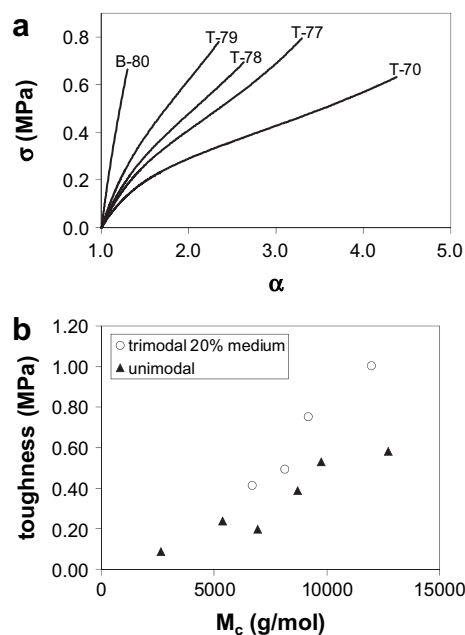 a
σ (MPa)
0.8
0.6
0.4
0.2
0.0
B-80
T-79
T-78
T-77
T-70
1.0 2.0 3.0 4.0 5.0
α
b
toughness (MPa)
1.20
1.00
0.80
0.60
0.40
0.20
0.00
○ trimodal 20% medium
▲ unimodal
0 5000 10000 15000
Mc (g/mol)